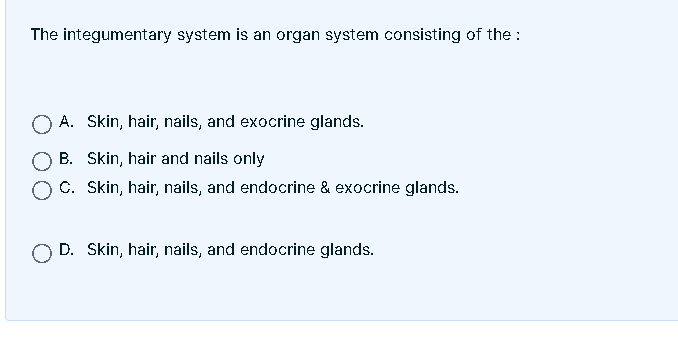 The integumentary system is an organ system consisting of the :
A. Skin, hair, nails, and exocrine glands.
B. Skin, hair and nails only
C. Skin, hair, nails, and endocrine & exocrine glands.
D. Skin, hair, nails, and endocrine glands.